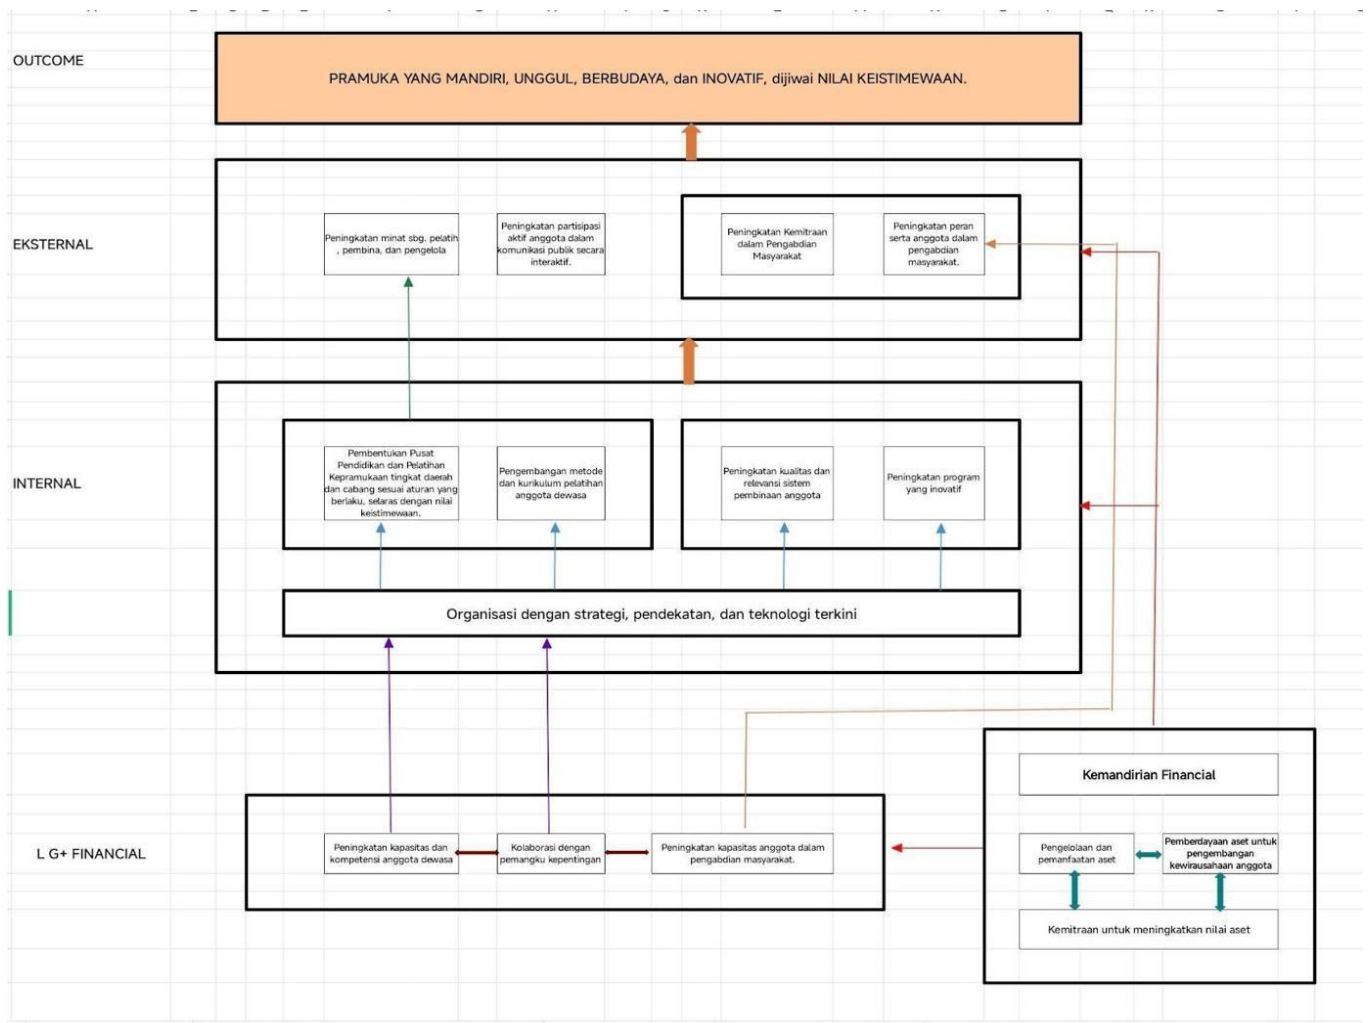 OUTCOME
PRAMUKA YANG MANDIRI, UNGGUL, BERBUDAYA, dan INOVATIF, dijiwai NILAI KEISTIMEWAAN.
EKSTERNAL
Peningkatan minat sbg. pelatih
, pembina, dan pengelola
Peningkatan partisipasi
aktif anggota dalam
komunikasi publik secara
interaktif.
Peningkatan Kemitraan
dalam Pengabdian
Masyarakat
Peningkatan peran
serta anggota dalam
pengabdian
masyarakat.
INTERNAL
Pembentukan Pusat
Pendidikan dan Pelatihan
Kepramukaan tingkat daerah
dan cabang sesuai aturan yang
berlaku, selaras dengan nilai
keistimewaan.
Pengembangan metode
dan kurikulum pelatihan
anggota dewasa
Peningkatan kualitas dan
relevansi sistem
pembinaan anggota
Peningkatan program
yang inovatif
Organisasi dengan strategi, pendekatan, dan teknologi terkini
L G+ FINANCIAL
Peningkatan kapasitas dan
kompetensi anggota dewasa
Kolaborasi dengan
pemangku kepentingan
Peningkatan kapasitas anggota dalam
pengabdian masyarakat.
Kemandirian Financial
Pengelolaan dan
pemanfaatan aset
Pemberdayaan aset untuk
pengembangan
kewirausahaan anggota
Kemitraan untuk meningkatkan nilai aset